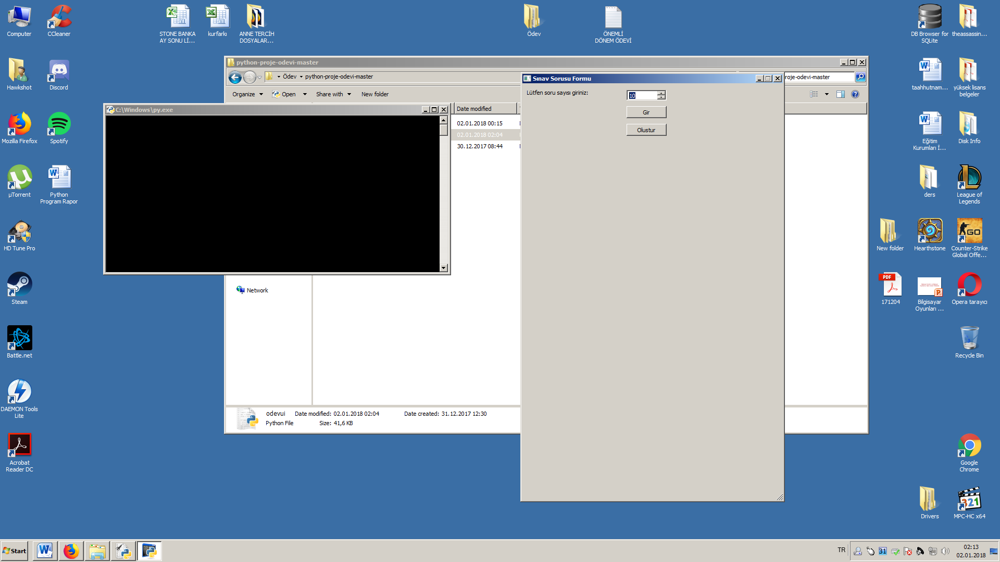 Computer
CCleaner
STONE BANKA
AY SONU Lİ...
kurfarkı
ANNE TERCİH
DOSYALAR...
Ödev
ÖNEMLİ
DÖNEM ÖDEVİ
DB Browser for
SQLite
theassassin...
Hawkshot
Discord
taahhutnam...
yüksek lisans
belgeler
Mozilla Firefox
Spotify
Eğitim
Kurumları İ...
Disk Info
µTorrent
Python
Program Rapor
ders
League of
Legends
HD Tune Pro
New folder
Hearthstone
Counter-Strike
Global Offe...
GO
Steam
PDF
171204
Bilgisayar
Oyunları ...
Opera tarayıcı
Battle.net
Recycle Bin
DAEMON Tools
Lite
Acrobat
Reader DC
Google
Chrome
Drivers
321
MPC-HC x64
python-proje-odevi-master
Ödev
python-proje-odevi-master
roje-odevi-master
Organize
Open
Share with
New folder
Date modified
02.01.2018 00:15
02.01.2018 02:04
30.12.2017 08:44
Network
odevui
Date modified: 02.01.2018 02:04
Date created: 31.12.2017 12:30
Python File
Size: 41,6 KB
C:\Windows\py.exe
Sınav Sorusu Formu
Lütfen soru sayısı giriniz:
10
Gir
Olustur
Start
TR
31
02:13
02.01.2018